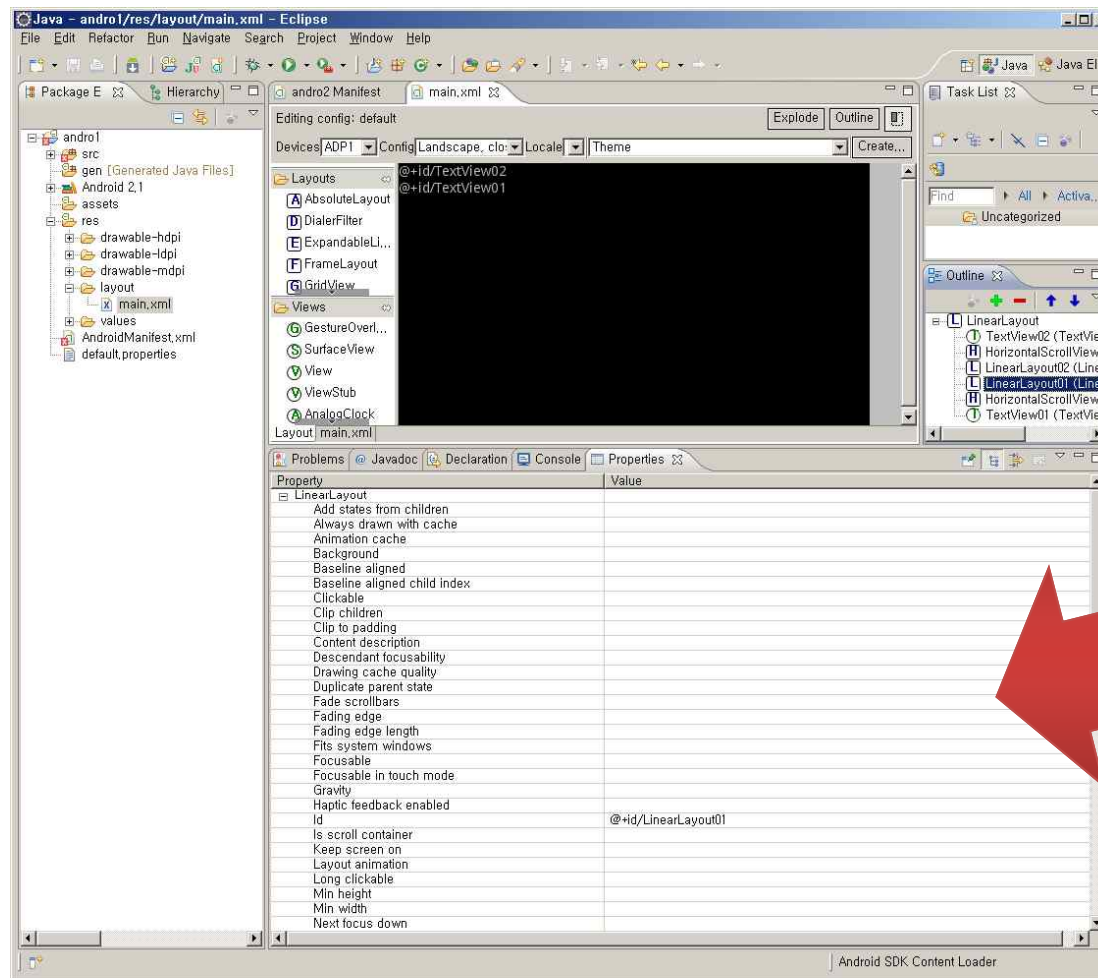 Java - andro1/res/layout/main.xml - Eclipse
File Edit Refactor Run Navigate Search Project Window Help
Java Java
Package E Hierarchy
andro1
src
gen [Generated Java Files]
Android 2.1
assets
res
drawable-hdpi
drawable-ldpi
drawable-mdpi
layout
main.xml
values
AndroidManifest.xml
default.properties
andro2 Manifest main.xml
Editing config: default Explode Outline
Devices ADP1 Config Landscape, clo: Locale Theme Create...
Layouts
AbsoluteLayout
DialerFilter
ExpandableLi...
FrameLayout
GridView
Views
GestureOverl...
SurfaceView
View
ViewStub
AnalogClock
@+id/TextView02
@+id/TextView01
Layout main.xml
Task List
Find All Activa...
Uncategorized
Outline
LinearLayout
TextView02 (TextVie
HorizontalScrollView
LinearLayout02 (Line
LinearLayout01 (Line
HorizontalScrollView
TextView01 (TextVie
Problems @ Javadoc Declaration Console Properties
Property Value
LinearLayout
Add states from children
Always drawn with cache
Animation cache
Background
Baseline aligned
Baseline aligned child index
Clickable
Clip children
Clip to padding
Content description
Descendant focusability
Drawing cache quality
Duplicate parent state
Fade scrollbars
Fading edge
Fading edge length
Fits system windows
Focusable
Focusable in touch mode
Gravity
Haptic feedback enabled
Id @+id/LinearLayout01
Is scroll container
Keep screen on
Layout animation
Long clickable
Min height
Min width
Next focus down
Android SDK Content Loader